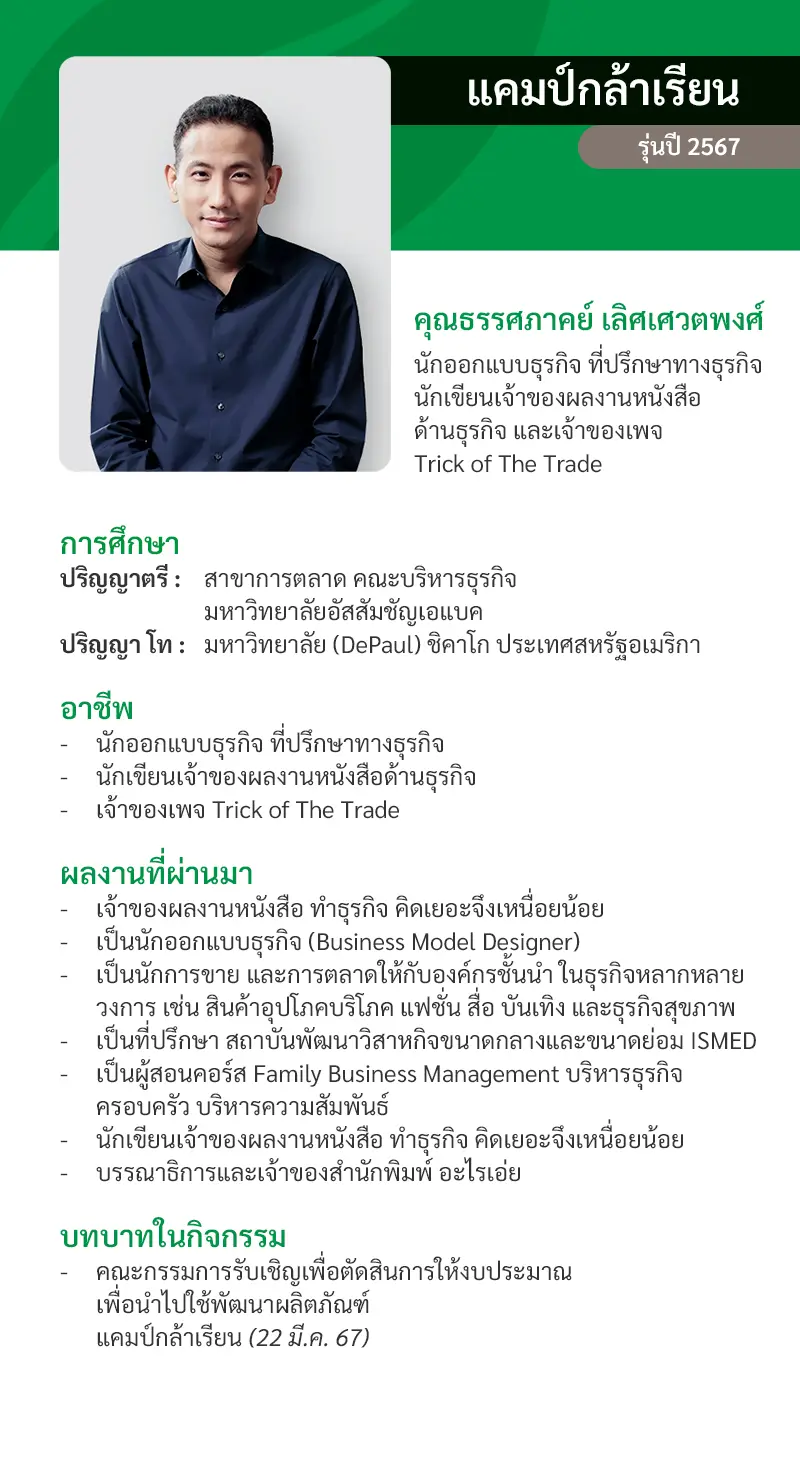 แคมป์กล้าเรียน
รุ่นปี 2567
คุณธรรศภาคย์ เลิศเศวตพงศ์
นักออกแบบธุรกิจ ที่ปรึกษาทางธุรกิจ
นักเขียนเจ้าของผลงานหนังสือ
ด้านธุรกิจ และเจ้าของเพจ
Trick of The Trade
การศึกษา
ปริญญาตรี : สาขาการตลาด คณะบริหารธุรกิจ
มหาวิทยาลัยอัสสัมชัญเอแบค
ปริญญา โท : มหาวิทยาลัย (DePaul) ชิคาโก ประเทศสหรัฐอเมริกา
อาชีพ
- นักออกแบบธุรกิจ ที่ปรึกษาทางธุรกิจ
- นักเขียนเจ้าของผลงานหนังสือด้านธุรกิจ
- เจ้าของเพจ Trick of The Trade
ผลงานที่ผ่านมา
- เจ้าของผลงานหนังสือ ทำธุรกิจ คิดเยอะจึงเหนื่อยน้อย
- เป็นนักออกแบบธุรกิจ (Business Model Designer)
- เป็นนักการขาย และการตลาดให้กับองค์กรชั้นนำ ในธุรกิจหลากหลาย
วงการ เช่น สินค้าอุปโภคบริโภค แฟชั่น สื่อ บันเทิง และธุรกิจสุขภาพ
- เป็นที่ปรึกษา สถาบันพัฒนาวิสาหกิจขนาดกลางและขนาดย่อม ISMED
- เป็นผู้สอนคอร์ส Family Business Management บริหารธุรกิจ
ครอบครัว บริหารความสัมพันธ์
- นักเขียนเจ้าของผลงานหนังสือ ทำธุรกิจ คิดเยอะจึงเหนื่อยน้อย
- บรรณาธิการและเจ้าของสำนักพิมพ์ อะไรเอ่ย
บทบาทในกิจกรรม
- คณะกรรมการรับเชิญเพื่อตัดสินการให้งบประมาณ
เพื่อนำไปใช้พัฒนาผลิตภัณฑ์
แคมป์กล้าเรียน (22 มี.ค. 67)